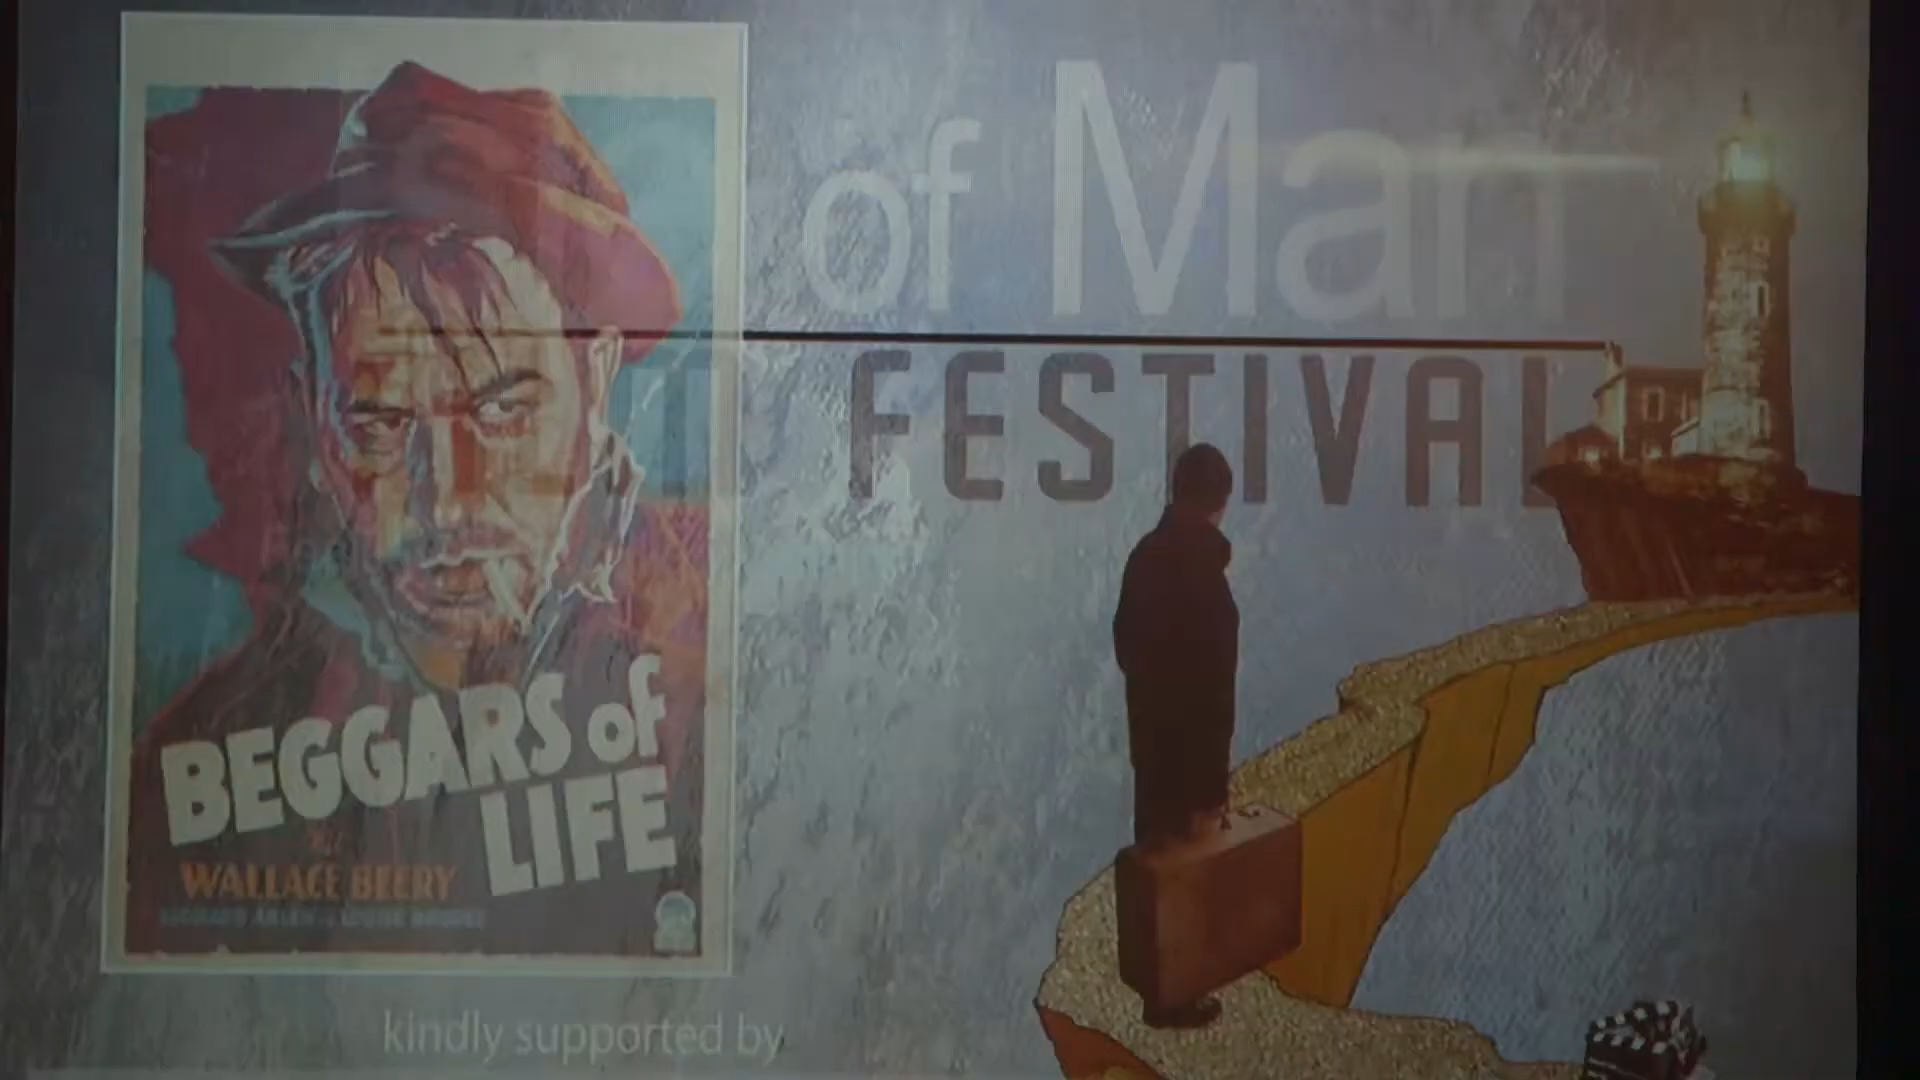 of Man
FESTIVAL
BEGGARS of
LIFE
WALLACE BEERY
kindly supported by